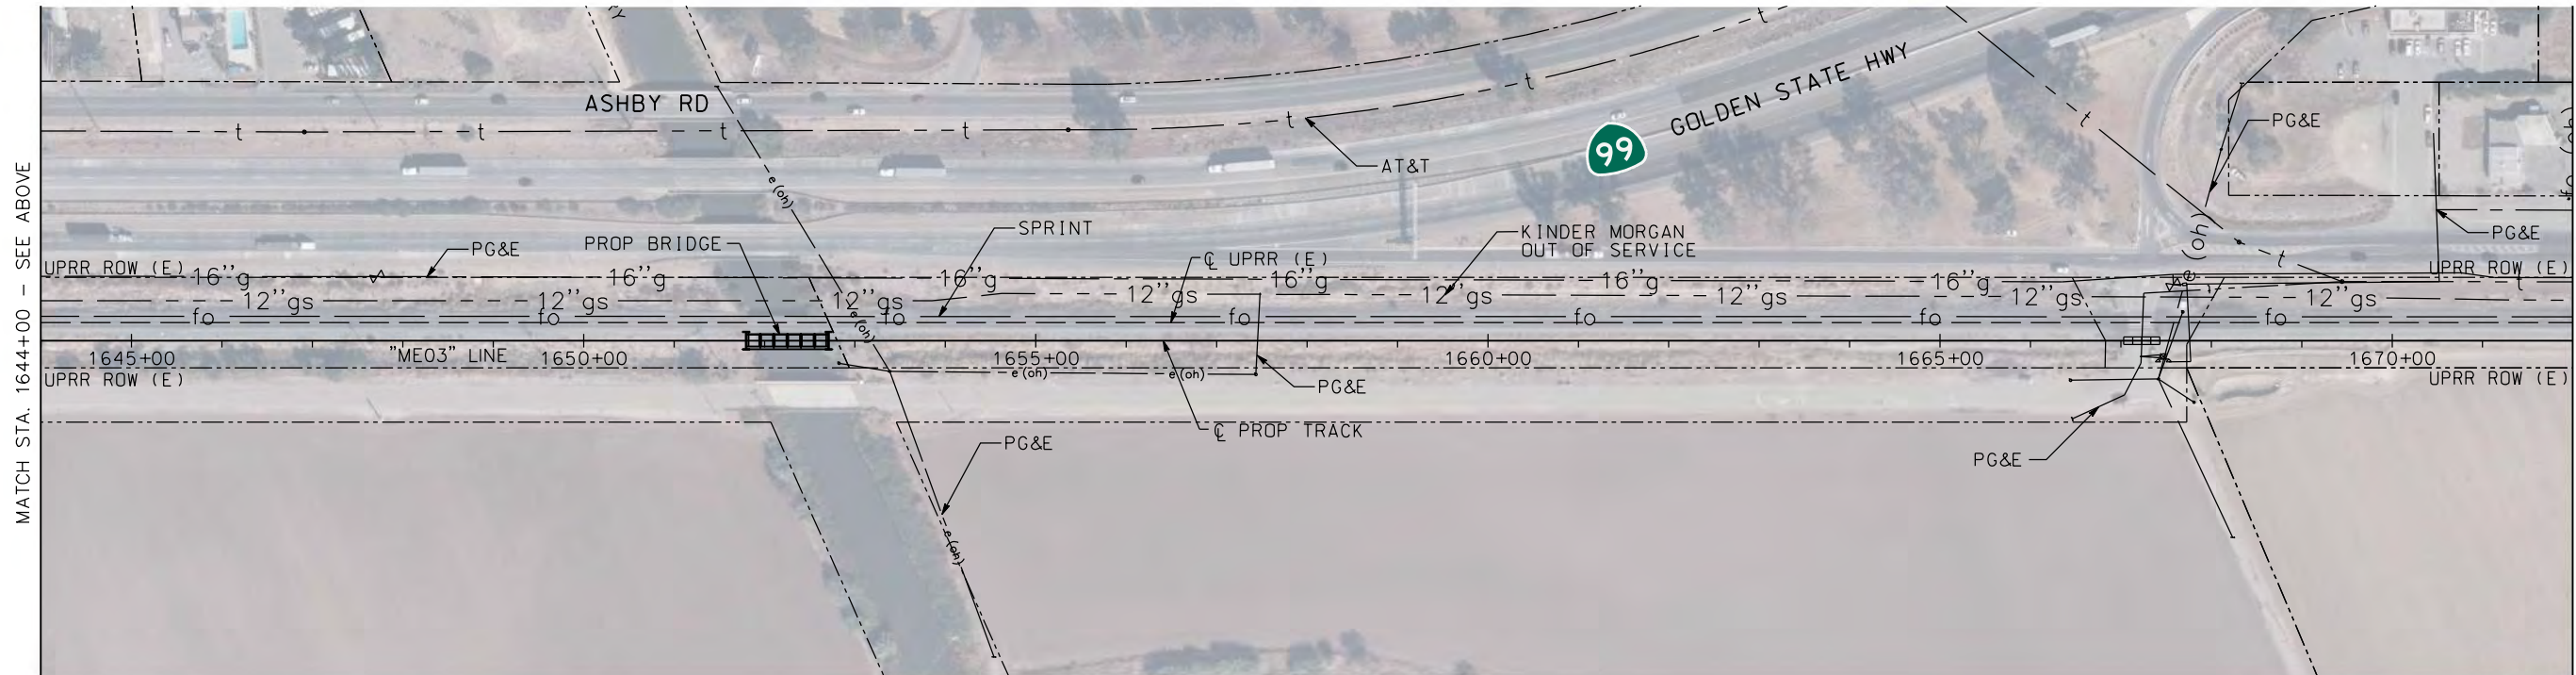 MATCH STA. 1644+00 - SEE ABOVE
ASHBY RD
GOLDEN STATE HWY
99
t t t t t t t t t
AT&T
PG&E
PG&E
e(oh)
e(oh)
PG&E
PROP BRIDGE
SPRINT
KINDER MORGAN
OUT OF SERVICE
℄ UPRR (E)
UPRR ROW (E)
UPRR ROW (E)
16"g 16"g 16"g 16"g 16"g 16"g
12"gs 12"gs 12"gs 12"gs 12"gs 12"gs 12"gs 12"gs
fo fo fo fo fo fo fo
e(oh)
1645+00 "ME03" LINE 1650+00 1655+00 1660+00 1665+00 1670+00
UPRR ROW (E)
UPRR ROW (E)
e(oh) e(oh)
PG&E
℄ PROP TRACK
PG&E
PG&E
e(oh)